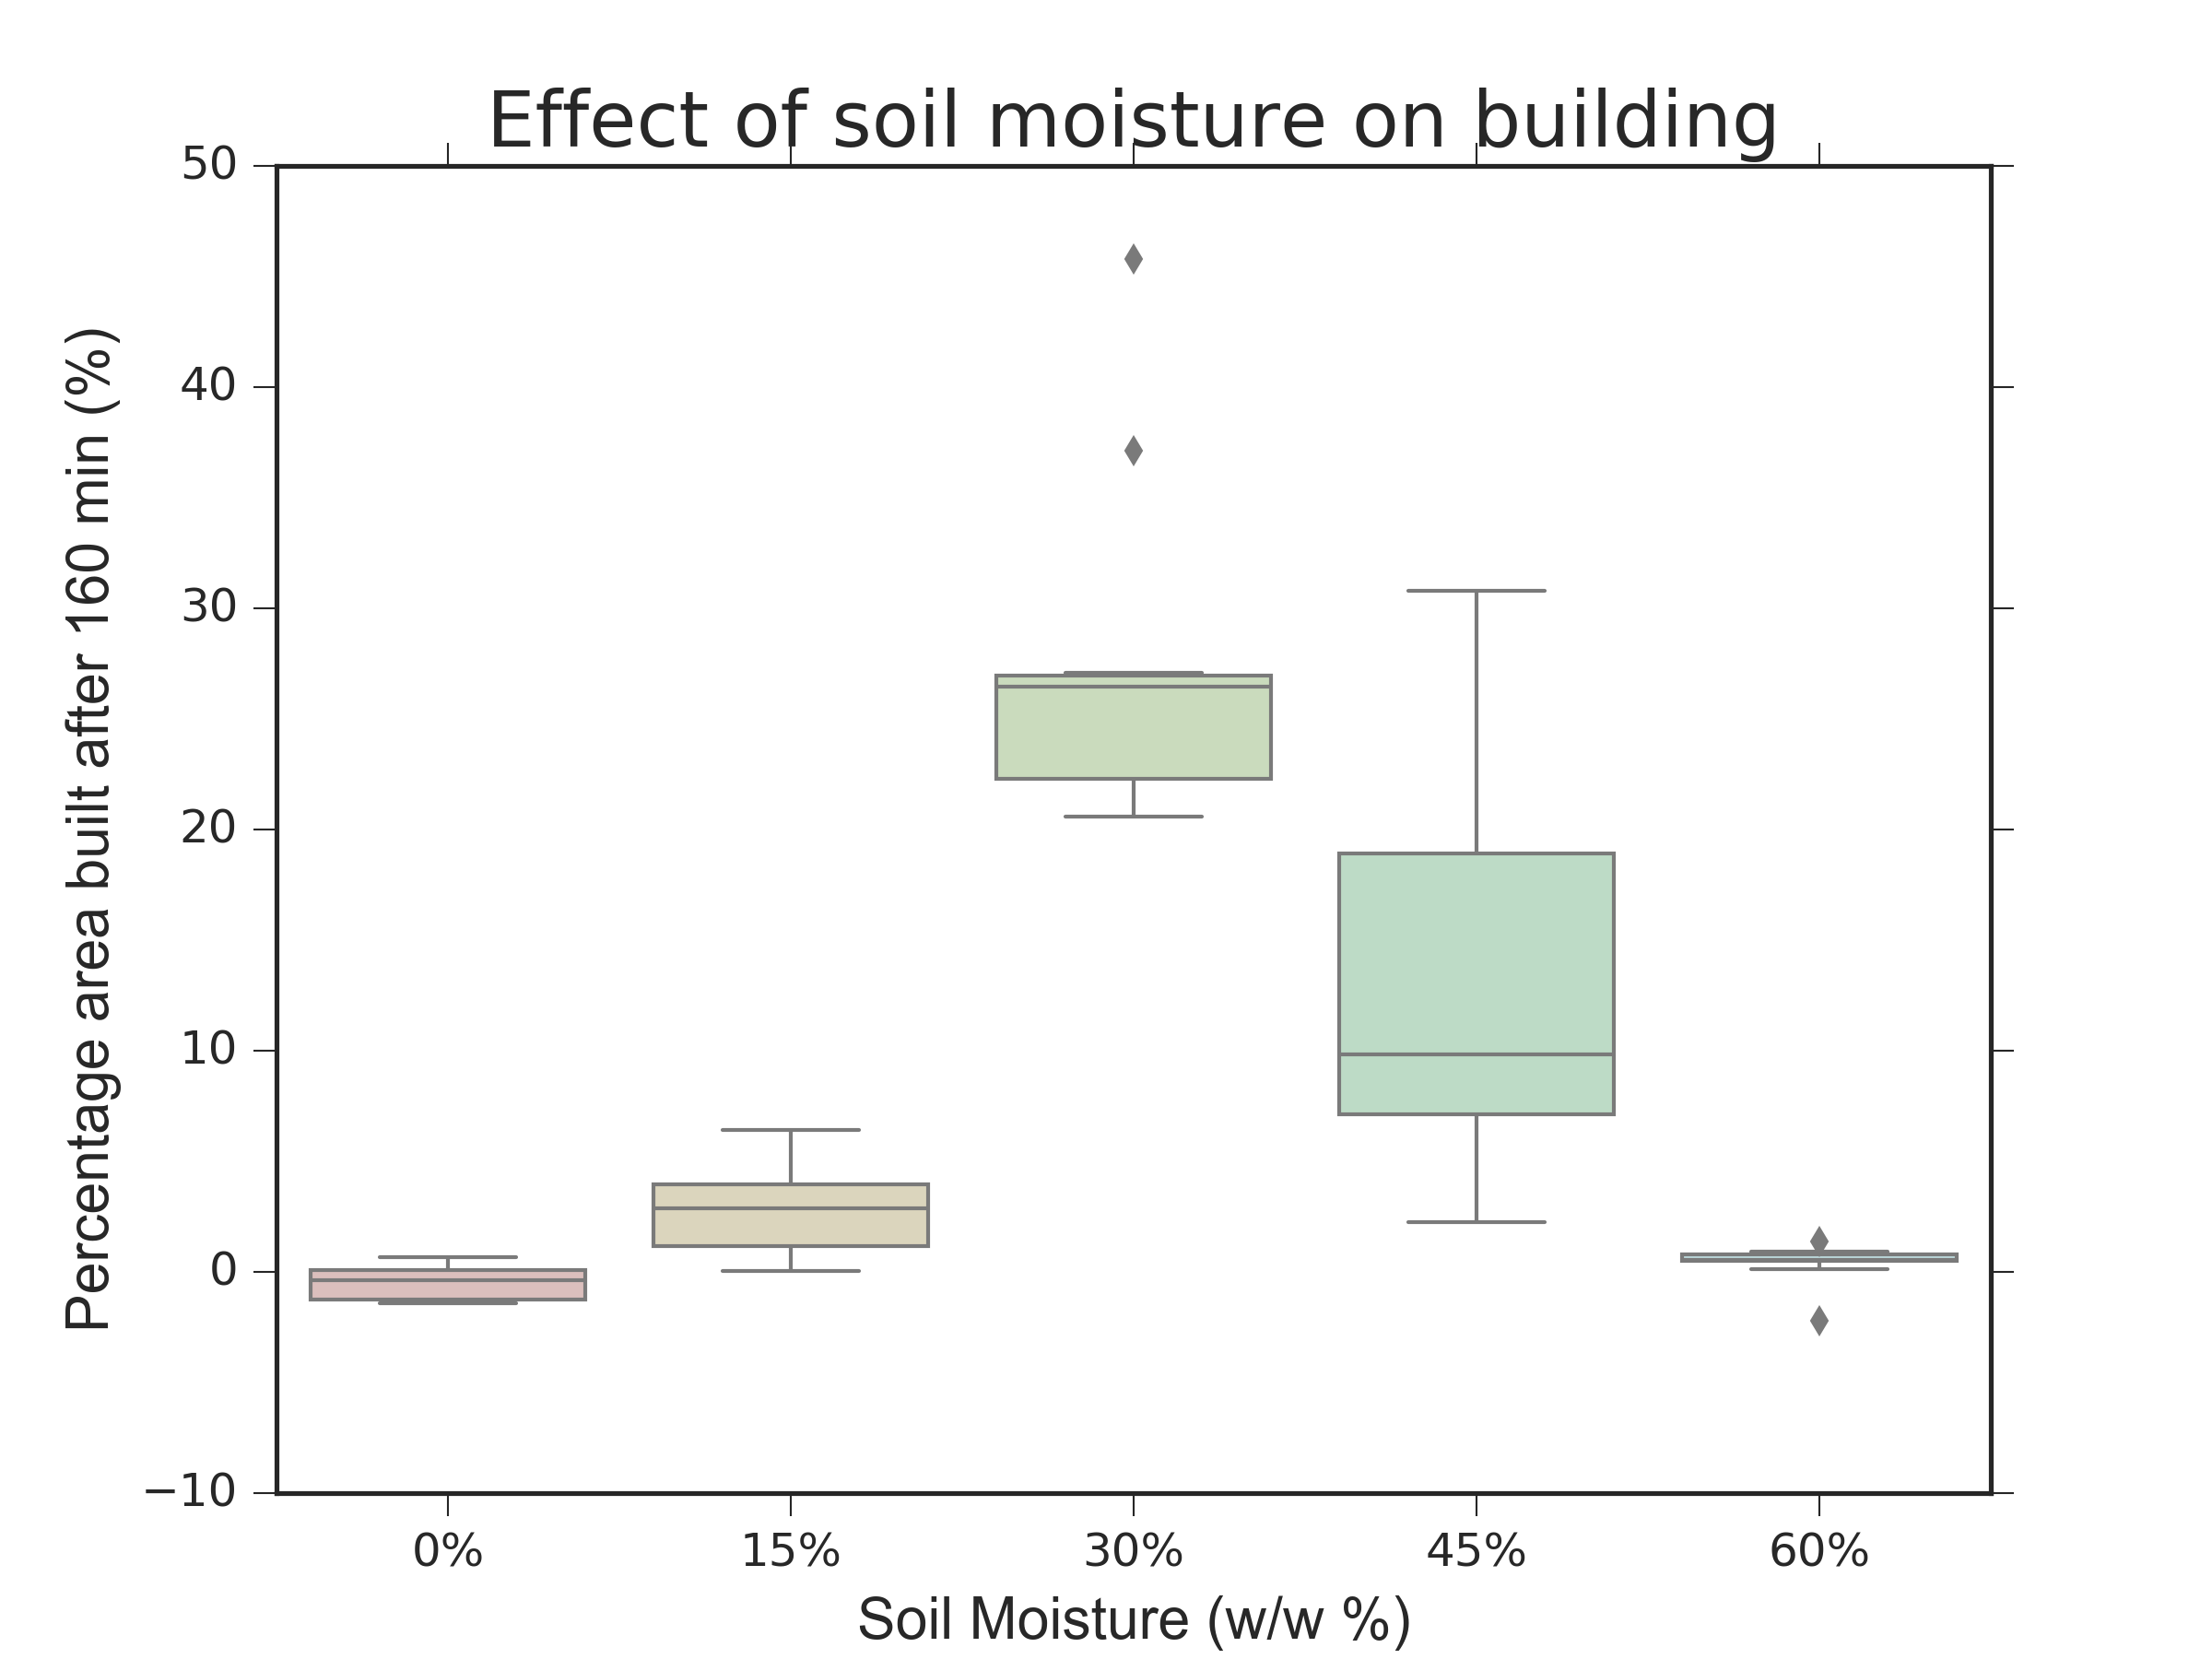 Effect of soil moisture on building
50
40
30
20
10
0
−10
Percentage area built after 160 min (%)
0% 15% 30% 45% 60%
Soil Moisture (w/w %)